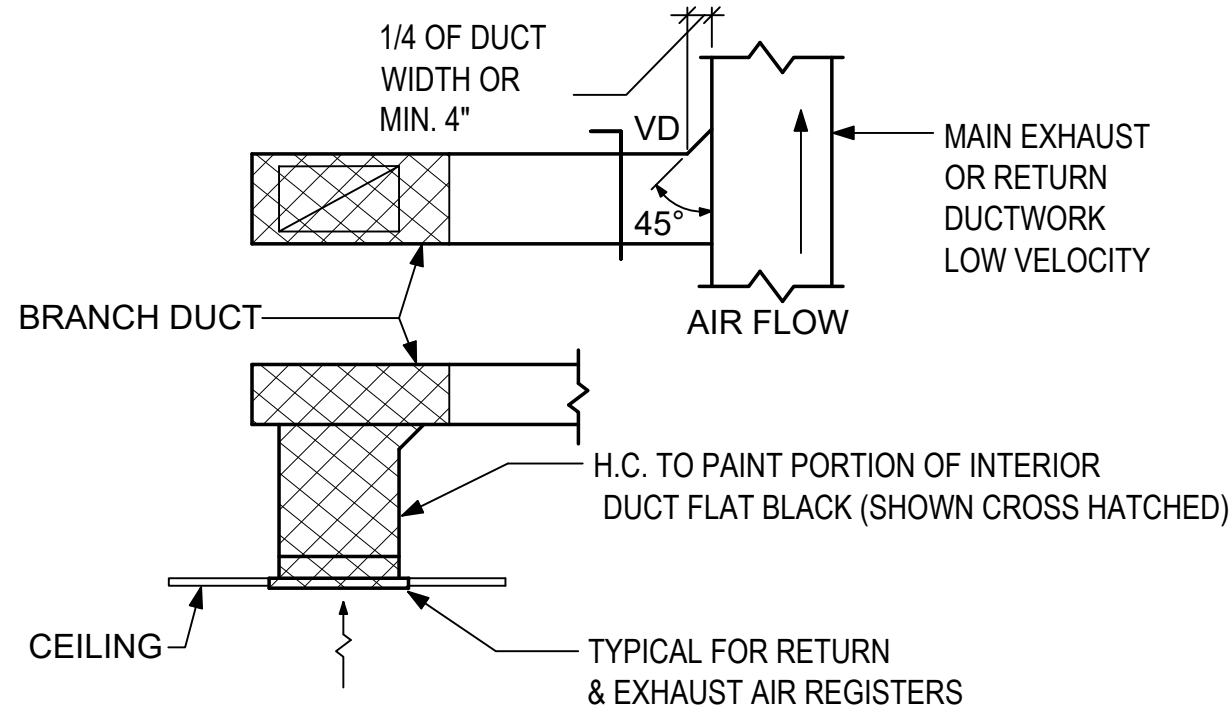 1/4 OF DUCT
WIDTH OR
MIN. 4"
VD
45°
MAIN EXHAUST
OR RETURN
DUCTWORK
LOW VELOCITY
AIR FLOW
BRANCH DUCT
H.C. TO PAINT PORTION OF INTERIOR
DUCT FLAT BLACK (SHOWN CROSS HATCHED)
CEILING
TYPICAL FOR RETURN
& EXHAUST AIR REGISTERS